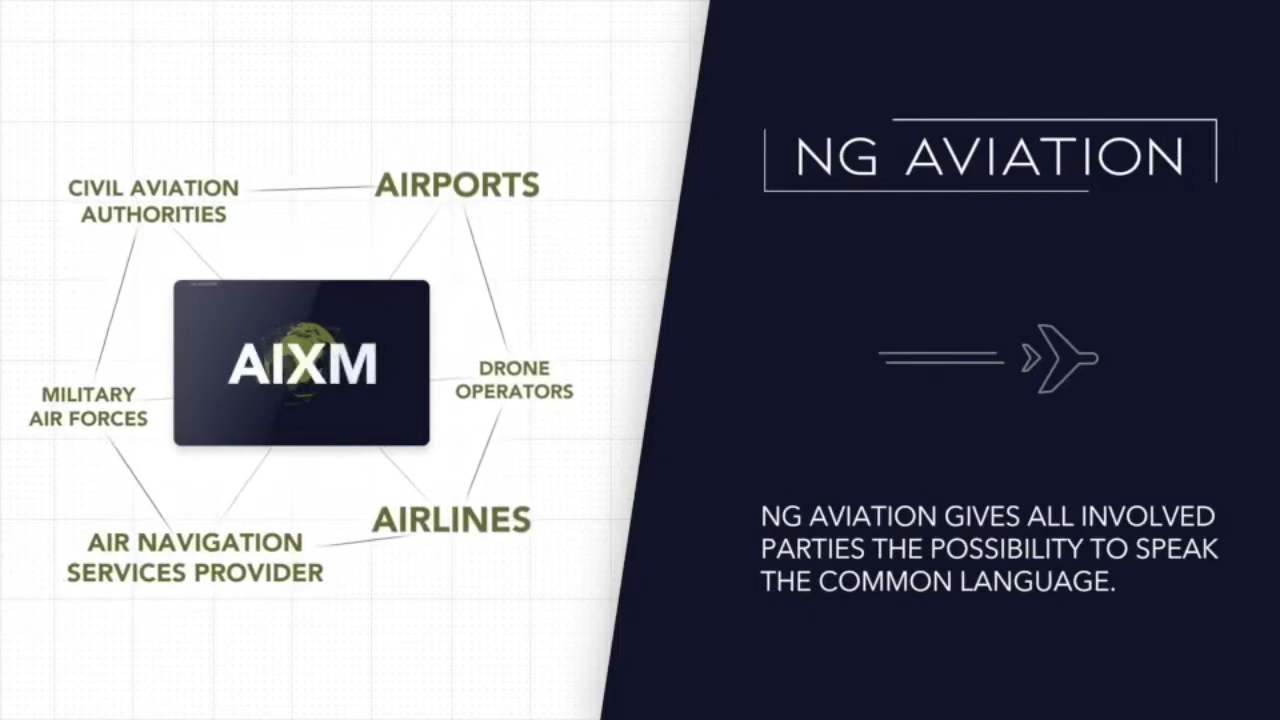 CIVIL AVIATION
AUTHORITIES
AIRPORTS
AIXM
DRONE
OPERATORS
MILITARY
AIR FORCES
AIRLINES
AIR NAVIGATION
SERVICES PROVIDER
NG AVIATION
NG AVIATION GIVES ALL INVOLVED
PARTIES THE POSSIBILITY TO SPEAK
THE COMMON LANGUAGE.